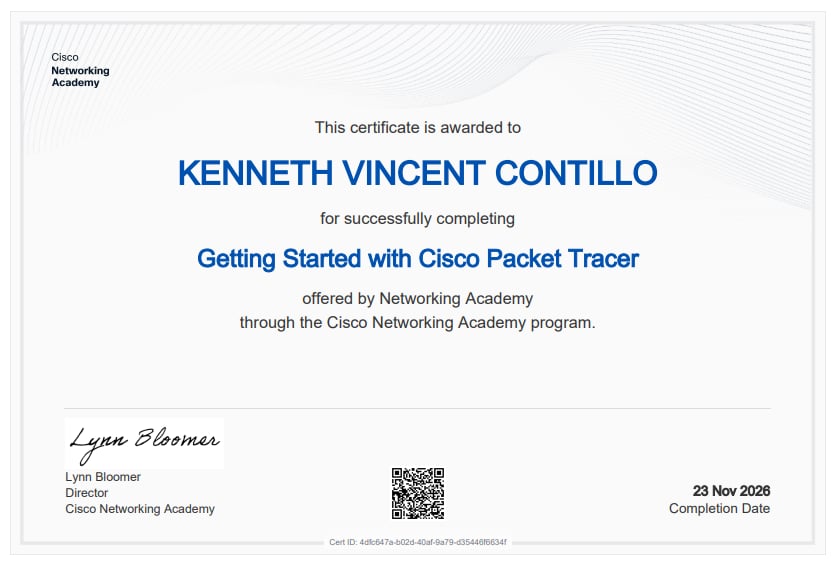 Cisco
Networking
Academy
This certificate is awarded to
KENNETH VINCENT CONTILLO
for successfully completing
Getting Started with Cisco Packet Tracer
offered by Networking Academy
through the Cisco Networking Academy program.
Lynn Bloomer
Lynn Bloomer
Director
Cisco Networking Academy
23 Nov 2026
Completion Date
Cert ID: 4dfc647a-b02d-40af-9a79-d35446f6634f